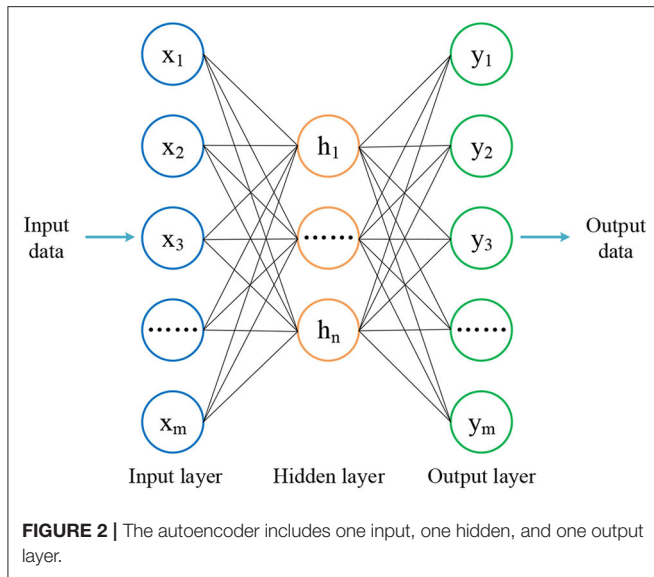 x1
y1
x2
h1
y2
Input
data
x3
......
y3
Output
data
......
hn
......
xm
ym
Input layer
Hidden layer
Output layer
FIGURE 2 | The autoencoder includes one input, one hidden, and one output
layer.